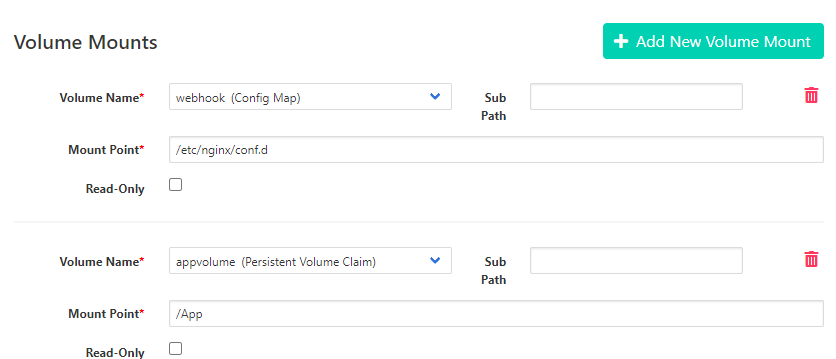 Volume Mounts
+ Add New Volume Mount
Volume Name* webhook (Config Map) Sub Path
Mount Point* /etc/nginx/conf.d
Read-Only
Volume Name* appvolume (Persistent Volume Claim) Sub Path
Mount Point* /App
Read-Only